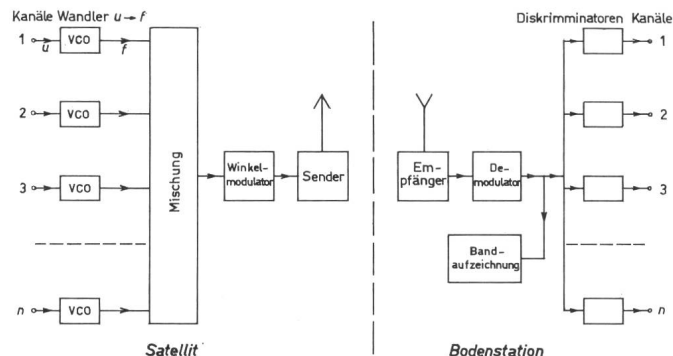 Kanäle Wandler u → f
Diskrimminatoren Kanäle
1
u
VCO
f
1
2
VCO
2
3
VCO
3
n
VCO
n
Mischung
Winkel-
modulator
Sender
Em-
pfänger
De-
modulator
Band-
aufzeichnung
Satellit
Bodenstation